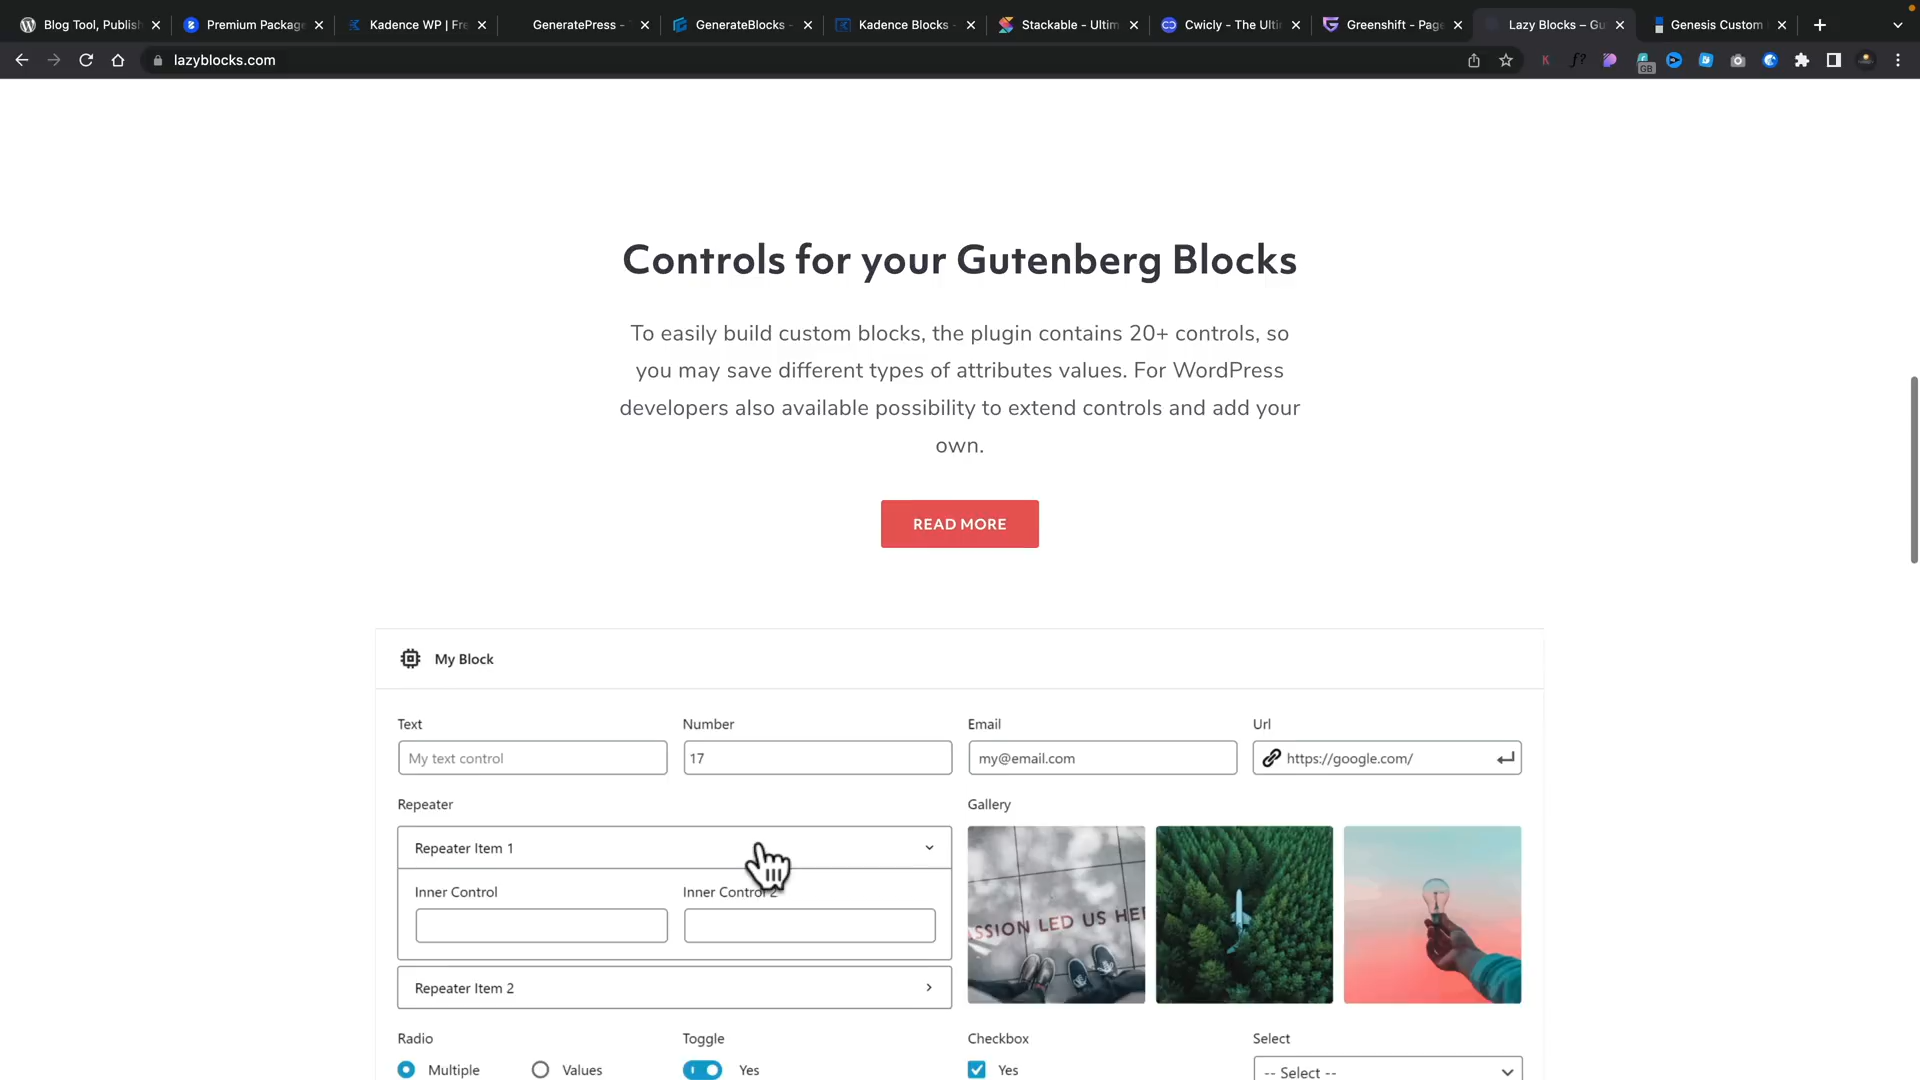 Blog Tool, Publish
Premium Package
Kadence WP | Fre
GeneratePress -
GenerateBlocks -
Kadence Blocks -
Stackable - Ultim
Cwicly - The Ulti
Greenshift - Page
Lazy Blocks – Gu
Genesis Custom
lazyblocks.com
K
f?
GB
Controls for your Gutenberg Blocks
To easily build custom blocks, the plugin contains 20+ controls, so
you may save different types of attributes values. For WordPress
developers also available possibility to extend controls and add your
own.
READ MORE
My Block
Text Number Email Url
My text control 17 my@email.com https://google.com/
Repeater Gallery
Repeater Item 1
Inner Control Inner Control 2
SSION LED US HE
Repeater Item 2
Radio Toggle Checkbox Select
Multiple Values Yes Yes -- Select --